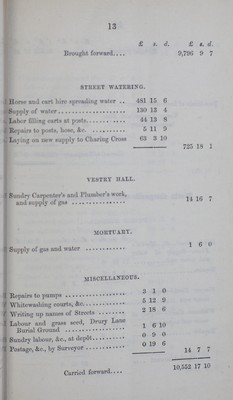 13
£ s. d. £ s. d.
Brought forward.... 9,796 9 7
STREET WATERING.
Horse and cart hire spreading water .. 481 15 6
Supply of water .................... 130 13 4
Labor filling carts at posts.......... 44 13 8
Repairs to posts, hose, &c. .......... 5 11 9
Laying on new supply to Charing Cross 63 3 10
725 18 1
VESTRY HALL.
Sundry Carpenter's and Plumber's work, and supply of gas ................ 14 16 7
MORTUARY.
Supply of gas and water ............ 1 6 0
MISCELLANEOUS.
Repairs to pumps .................. 3 1 0
Whitewashing courts, &c. .......... 5 12 9
Writing up names of Streets ........ 2 18 6
Labour and grass seed, Drury Lane Burial Ground .................. 1 6 10
Sundry labour, &c., at depôt.......... 0 9 0
Postage, &c., by Surveyor .......... 0 19 6
14 7 7
Carried forward.... 10,552 17 10